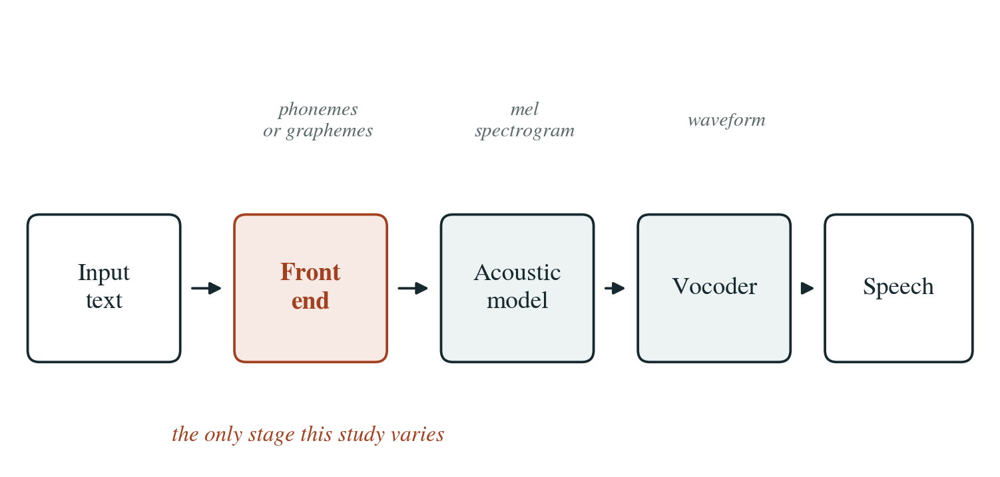 phonemes
or graphemes
mel
spectrogram
waveform
Input
text
Front
end
Acoustic
model
Vocoder
Speech
the only stage this study varies